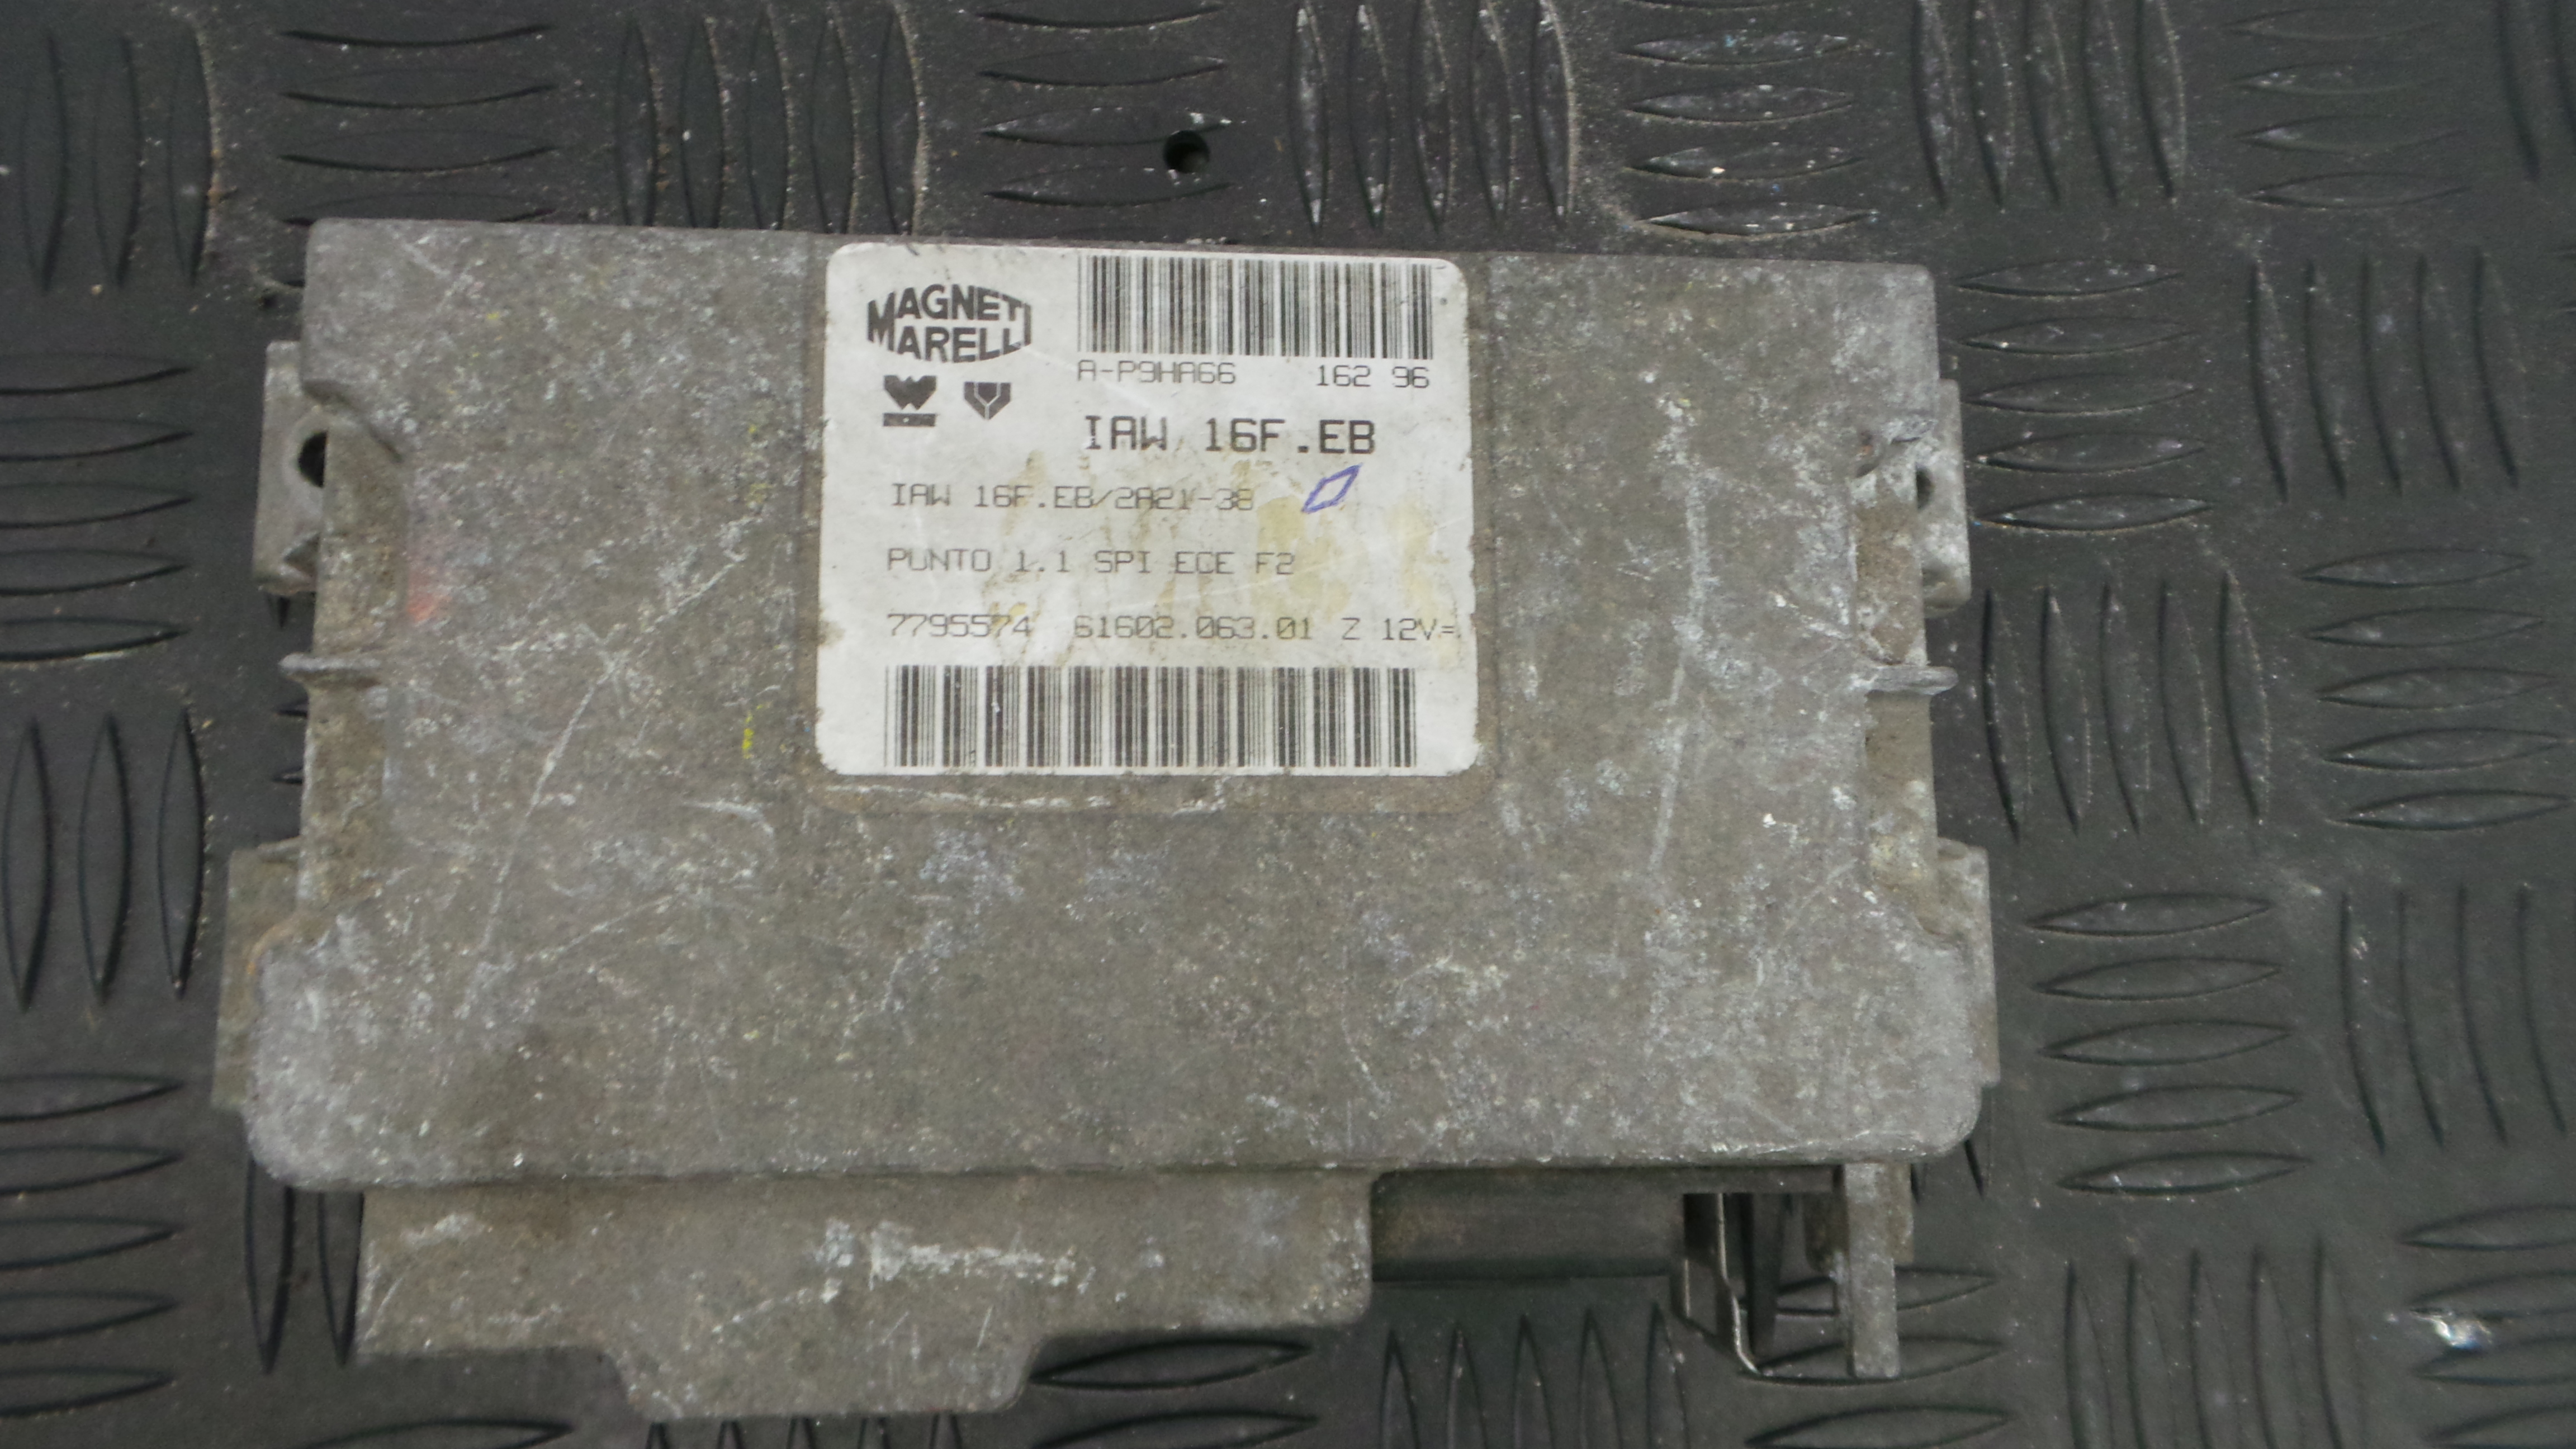 MAGNETI
MARELLI
A-P9HA66 162 96
IAW 16F.EB
IAW 16F.EB/2A21-38
PUNTO 1.1 SPI ECE F2
7795574 61602.063.01 Z 12V=